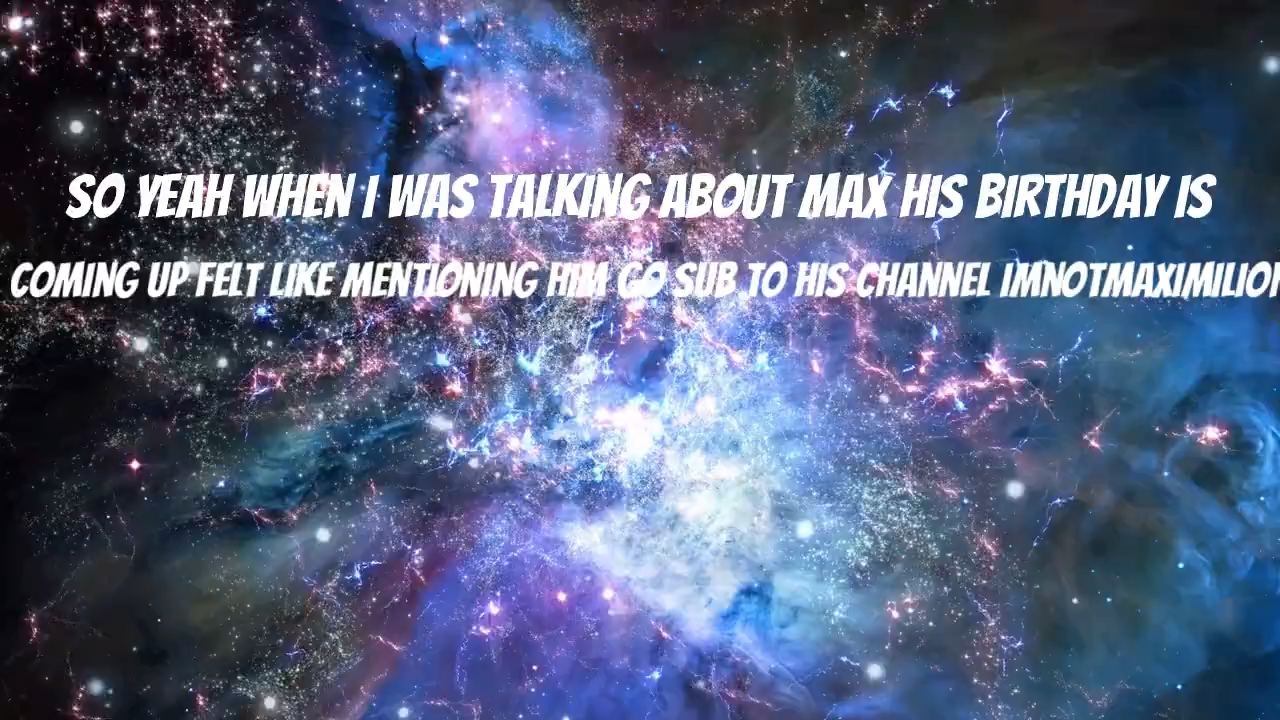 SO YEAH WHEN I WAS TALKING ABOUT MAX HIS BIRTHDAY IS
COMING UP FELT LIKE MENTIONING HIM GO SUB TO HIS CHANNEL